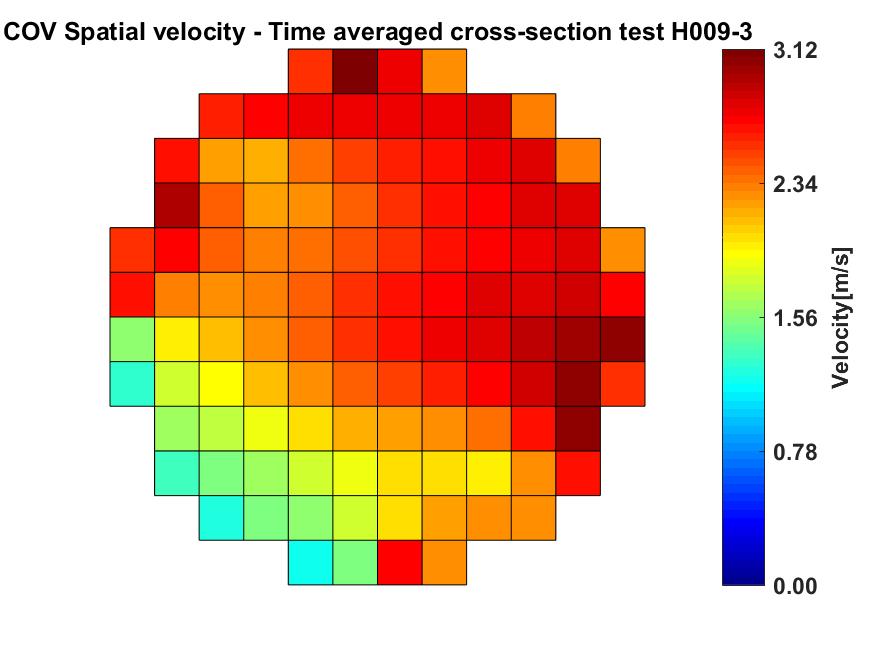 COV Spatial velocity - Time averaged cross-section test H009-3
3.12
2.34
1.56
0.78
0.00
Velocity[m/s]